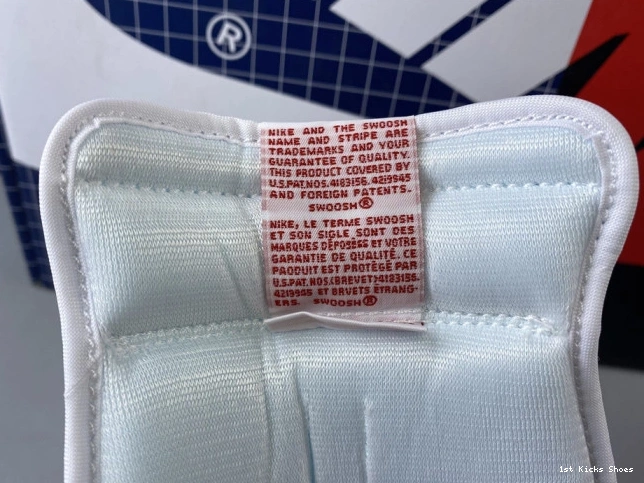 ®
NIKE AND THE SWOOSH
NAME AND STRIPE ARE
TRADEMARKS AND YOUR
GUARANTEE OF QUALITY.
THIS PRODUCT COVERED BY
U.S.PAT.NOS. 4183156, 4219945
AND FOREIGN PATENTS.
SWOOSH®
NIKE, LE TERME SWOOSH
ET SON SIGLE SONT DES
MARQUES DÉPOSÉES ET VOTRE
GARANTIE DE QUALITÉ. CE
PAODUIT EST PROTÉGÉ PAR
U.S.PAT.NOS.(BREVET)4183156.
4219945 ET BRVETS ETRANG-
ERS. SWOOSH®
1st Kicks Shoes